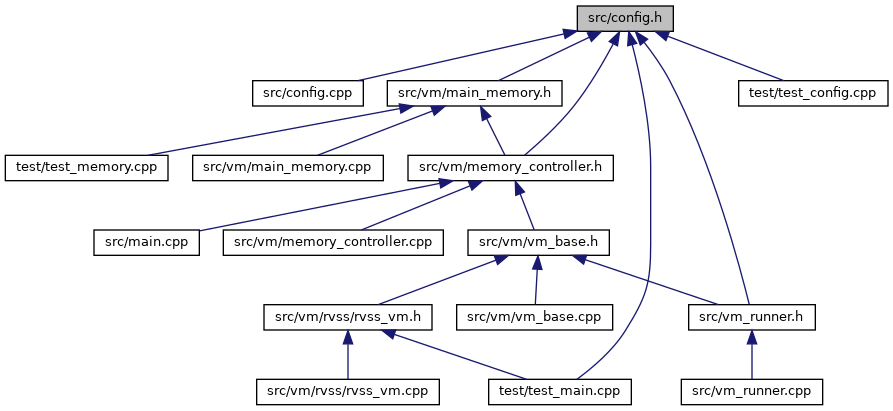 src/config.h
src/config.cpp
src/vm/main_memory.h
test/test_config.cpp
test/test_memory.cpp
src/vm/main_memory.cpp
src/vm/memory_controller.h
src/main.cpp
src/vm/memory_controller.cpp
src/vm/vm_base.h
src/vm/rvss/rvss_vm.h
src/vm/vm_base.cpp
src/vm_runner.h
src/vm/rvss/rvss_vm.cpp
test/test_main.cpp
src/vm_runner.cpp